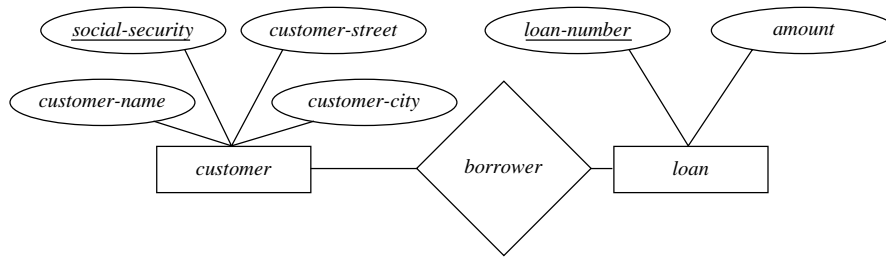 social-security
customer-street
loan-number
amount
customer-name
customer-city
customer
borrower
loan